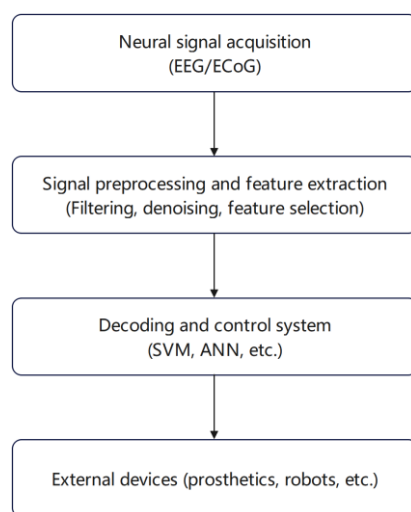 Neural signal acquisition
(EEG/ECoG)
Signal preprocessing and feature extraction
(Filtering, denoising, feature selection)
Decoding and control system
(SVM, ANN, etc.)
External devices (prosthetics, robots, etc.)